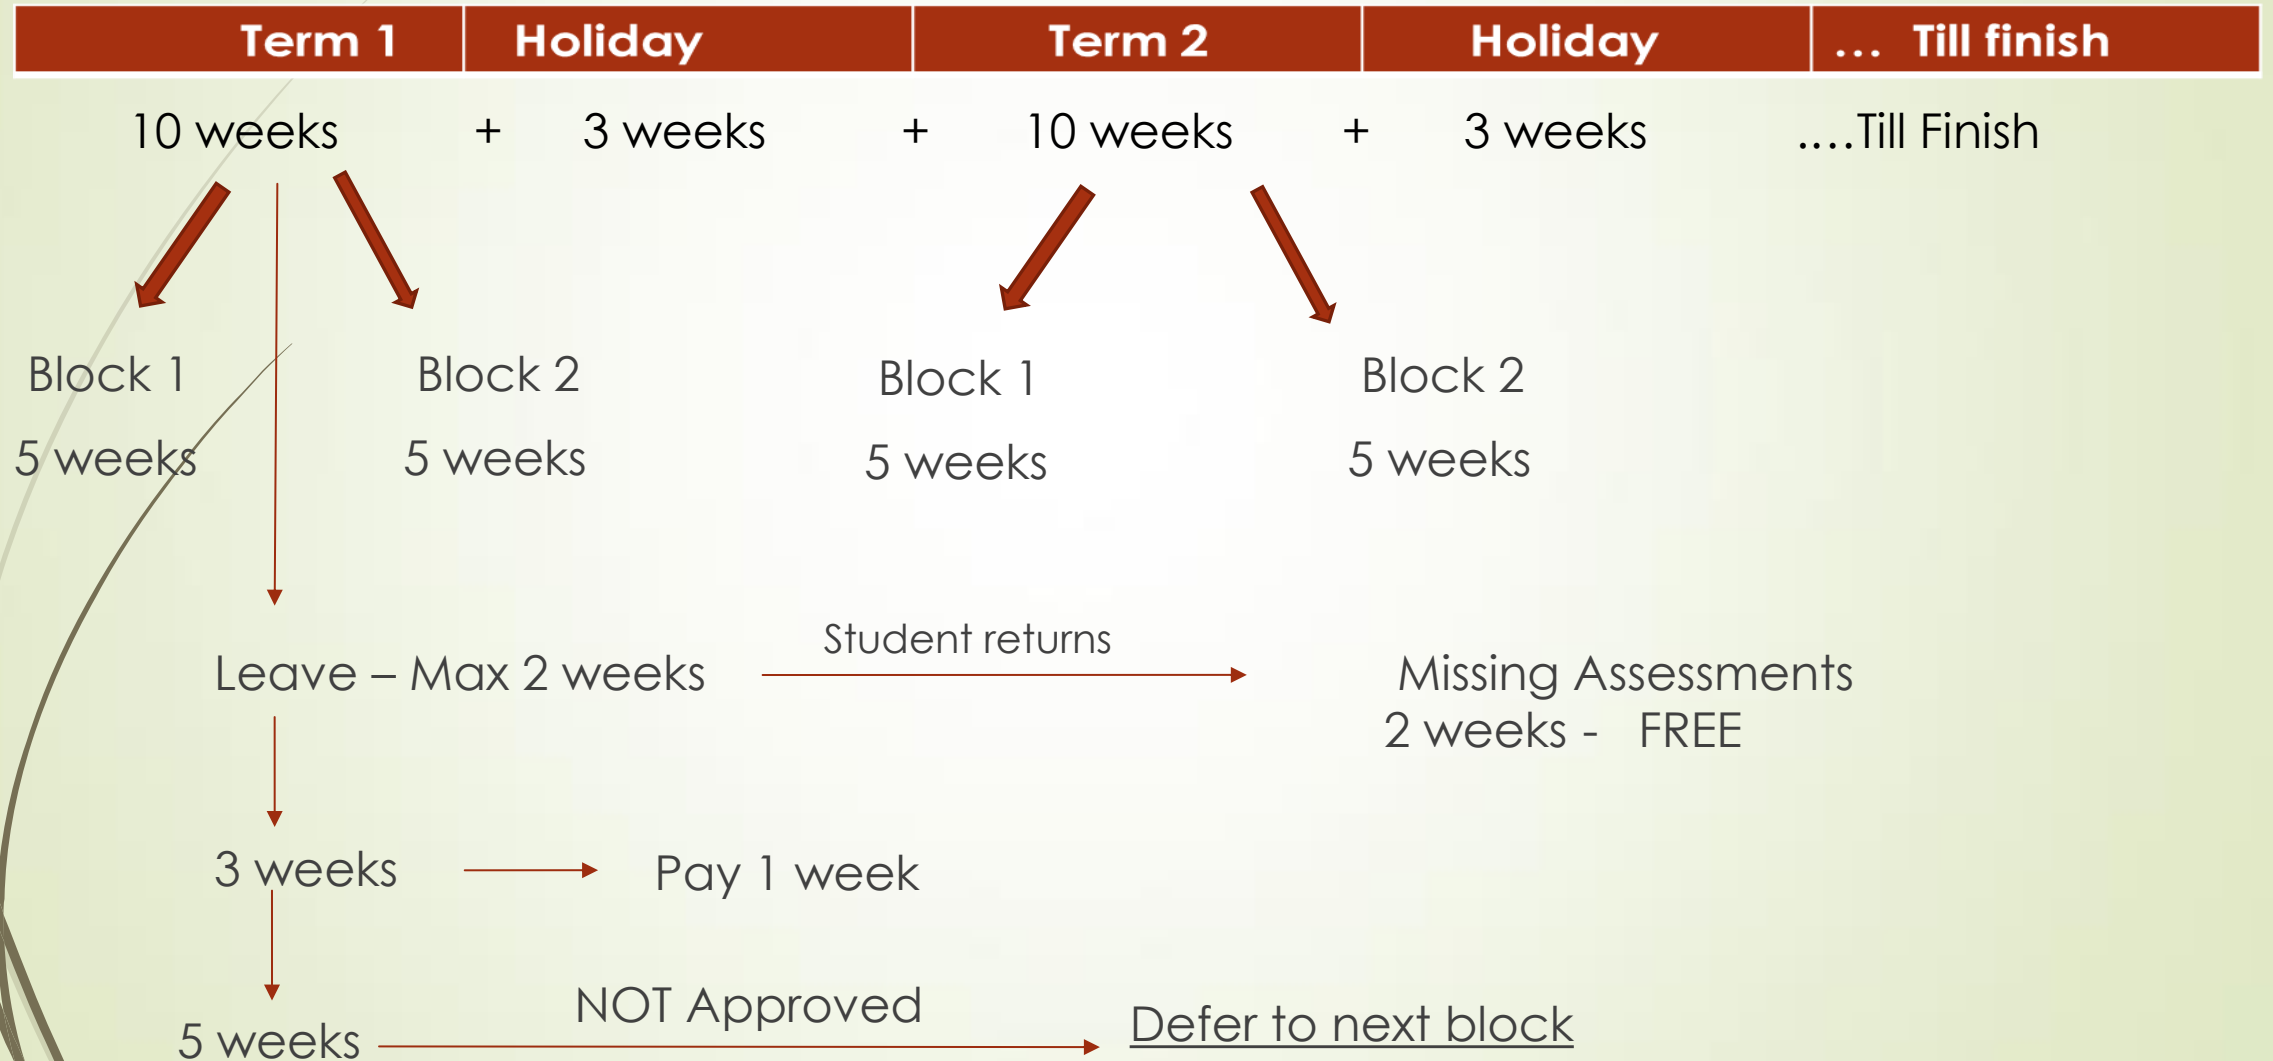 Term 1 Holiday Term 2 Holiday … Till finish
10 weeks + 3 weeks + 10 weeks + 3 weeks ….Till Finish
Block 1 Block 2 Block 1 Block 2
5 weeks 5 weeks 5 weeks 5 weeks
Student returns
Leave – Max 2 weeks Missing Assessments
2 weeks - FREE
3 weeks Pay 1 week
NOT Approved
5 weeks Defer to next block